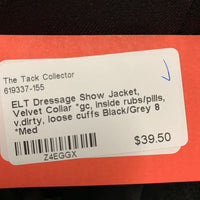 The Tack Collector
619337-155
ELT Dressage Show Jacket,
Velvet Collar *gc, inside rubs/pills,
v.dirty, loose cuffs Black/Grey 8
*Med
$39.50
Z4EGGX